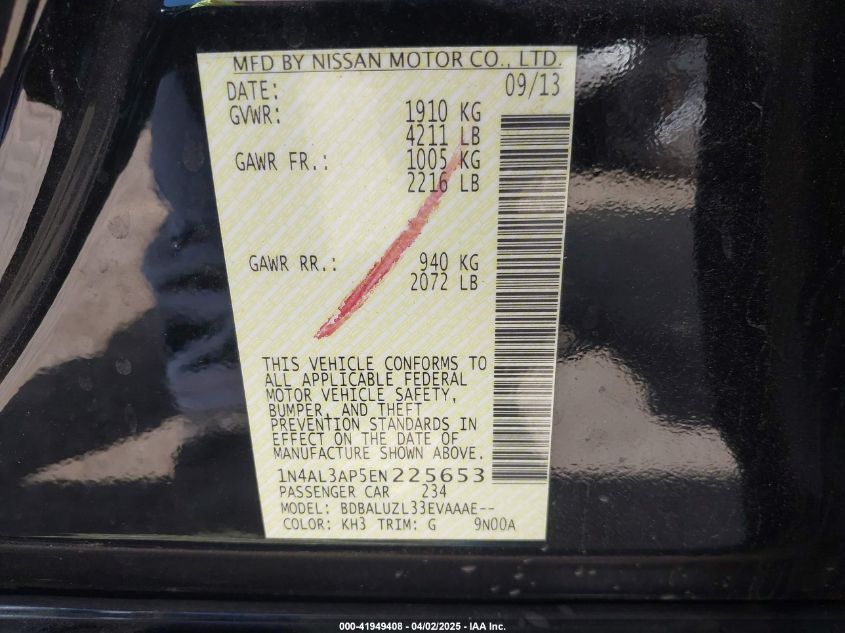 MFD BY NISSAN MOTOR CO., LTD.
DATE: 09/13
GVWR: 1910 KG
4211 LB
GAWR FR.: 1005 KG
2216 LB
GAWR RR.: 940 KG
2072 LB
THIS VEHICLE CONFORMS TO
ALL APPLICABLE FEDERAL
MOTOR VEHICLE SAFETY,
BUMPER, AND THEFT
PREVENTION STANDARDS IN
EFFECT ON THE DATE OF
MANUFACTURE SHOWN ABOVE.
1N4AL3AP5EN225653
PASSENGER CAR 234
MODEL: BDBALUZL33EVAAAE--
COLOR: KH3 TRIM: G 9N00A
000-41949408 - 04/02/2025 - IAA Inc.